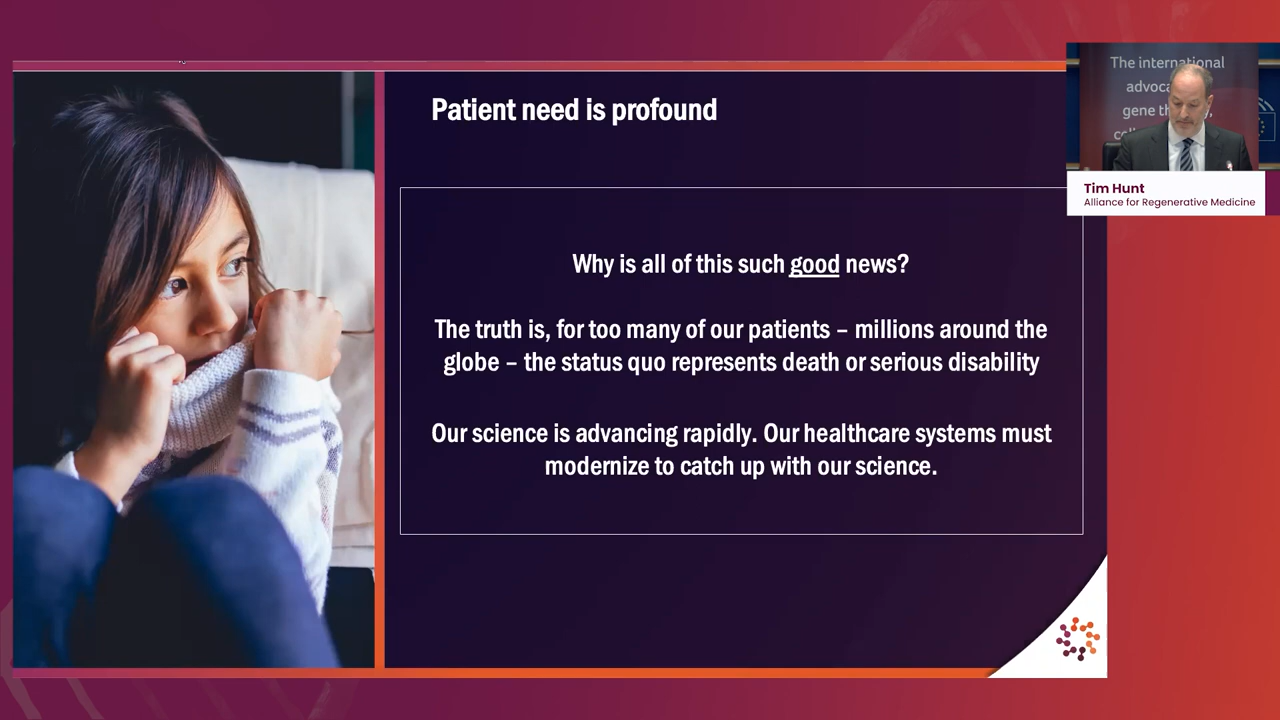 Patient need is profound
Why is all of this such good news?
The truth is, for too many of our patients – millions around the
globe – the status quo represents death or serious disability
Our science is advancing rapidly. Our healthcare systems must
modernize to catch up with our science.
The international
gene
Tim Hunt
Alliance for Regenerative Medicine